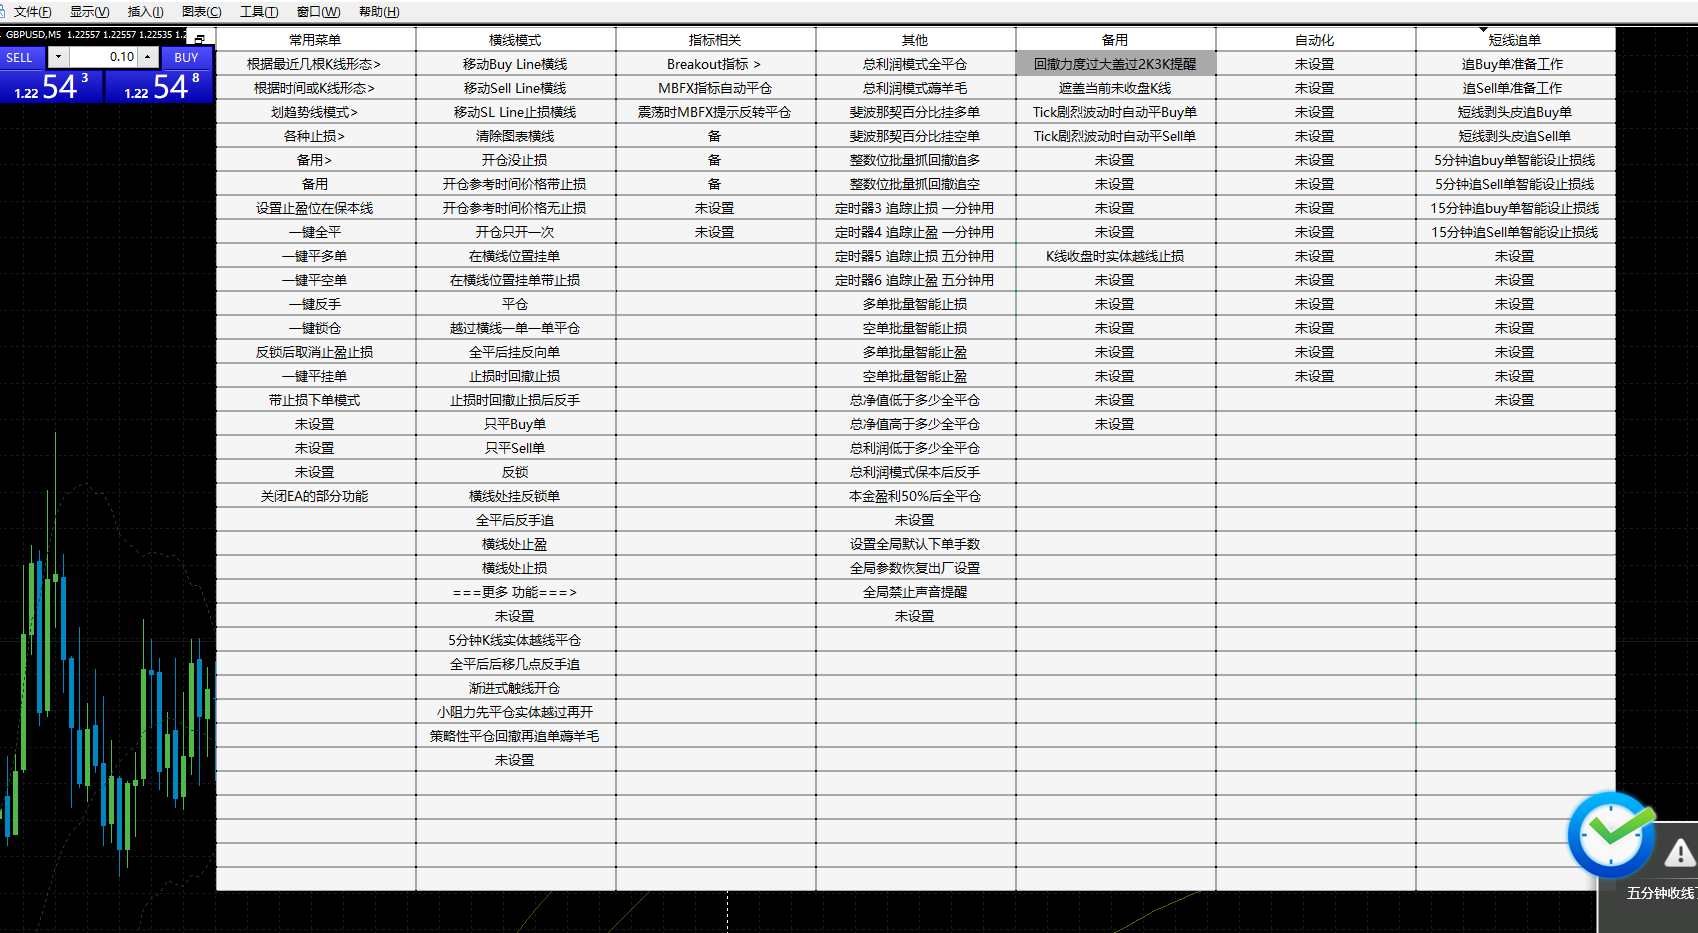 文件(F) 显示(V) 插入(I) 图表(C) 工具(T) 窗口(W) 帮助(H)
GBPUSD,M5 1.22557 1.22557 1.22535 1.2
SELL 0.10 BUY
1.22 54 3 1.22 54 8
常用菜单 横线模式 指标相关 其他 备用 自动化 短线追单
根据最近几根K线形态> 移动Buy Line横线 Breakout指标 > 总利润模式全平仓 回撤力度过大盖过2K3K提醒 未设置 追Buy单准备工作
根据时间或K线形态> 移动Sell Line横线 MBFX指标自动平仓 总利润模式薅羊毛 遮盖当前未收盘K线 未设置 追Sell单准备工作
划趋势线模式> 移动SL Line止损横线 震荡时MBFX提示反转平仓 斐波那契百分比挂多单 Tick剧烈波动时自动平Buy单 未设置 短线剥头皮追Buy单
各种止损> 清除图表横线 备 斐波那契百分比挂空单 Tick剧烈波动时自动平Sell单 未设置 短线剥头皮追Sell单
备用> 开仓没止损 备 整数位批量抓回撤追多 未设置 未设置 5分钟追buy单智能设止损线
备用 开仓参考时间价格带止损 备 整数位批量抓回撤追空 未设置 未设置 5分钟追Sell单智能设止损线
设置止盈位在保本线 开仓参考时间价格无止损 未设置 定时器3 追踪止损 一分钟用 未设置 未设置 15分钟追buy单智能设止损线
一键全平 开仓只开一次 未设置 定时器4 追踪止盈 一分钟用 未设置 未设置 15分钟追Sell单智能设止损线
一键平多单 在横线位置挂单 定时器5 追踪止损 五分钟用 K线收盘时实体越线止损 未设置 未设置
一键平空单 在横线位置挂单带止损 定时器6 追踪止盈 五分钟用 未设置 未设置 未设置
一键反手 平仓 多单批量智能止损 未设置 未设置 未设置
一键锁仓 越过横线一单一单平仓 空单批量智能止损 未设置 未设置 未设置
反锁后取消止盈止损 全平后挂反向单 多单批量智能止盈 未设置 未设置 未设置
一键平挂单 止损时回撤止损 空单批量智能止盈 未设置 未设置 未设置
带止损下单模式 止损时回撤止损后反手 总净值低于多少全平仓 未设置 未设置
未设置 只平Buy单 总净值高于多少全平仓 未设置
未设置 只平Sell单 总利润低于多少全平仓
未设置 反锁 总利润模式保本后反手
关闭EA的部分功能 横线处挂反锁单 本金盈利50%后全平仓
全平后反手追 未设置
横线处止盈 设置全局默认下单手数
横线处止损 全局参数恢复出厂设置
===更多 功能===> 全局禁止声音提醒
未设置 未设置
5分钟K线实体越线平仓
全平后后移几点反手追
渐进式触线开仓
小阻力先平仓实体越过再开
策略性平仓回撤再追单薅羊毛
未设置
五分钟收线